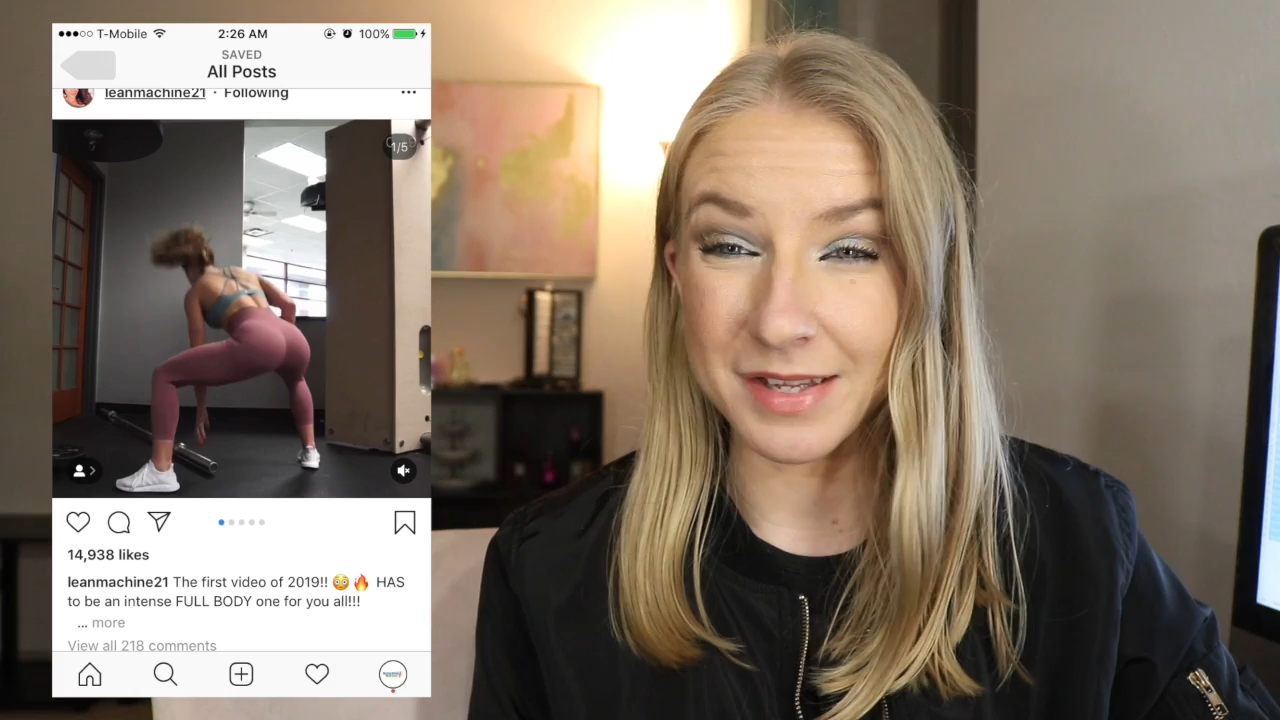 T-Mobile 2:26 AM 100%
SAVED
All Posts
leanmachine21 · Following
1/5
14,938 likes
leanmachine21 The first video of 2019!! 😳🔥 HAS
to be an intense FULL BODY one for you all!!!
... more
View all 218 comments